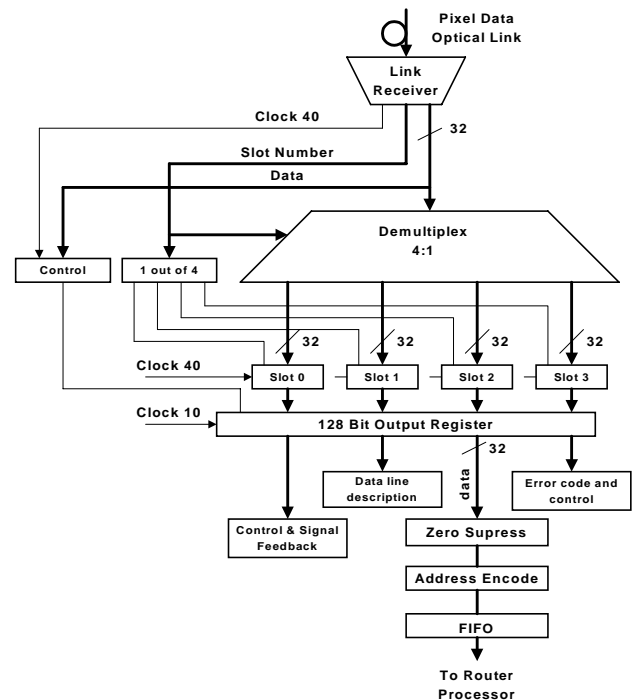 Pixel Data
Optical Link
Link
Receiver
Clock 40
32
Slot Number
Data
Demultiplex
4:1
Control
1 out of 4
32
32
32
32
Clock 40
Slot 0
Slot 1
Slot 2
Slot 3
Clock 10
128 Bit Output Register
32
data
Data line
description
Error code and
control
Control & Signal
Feedback
Zero Supress
Address Encode
FIFO
To Router
Processor